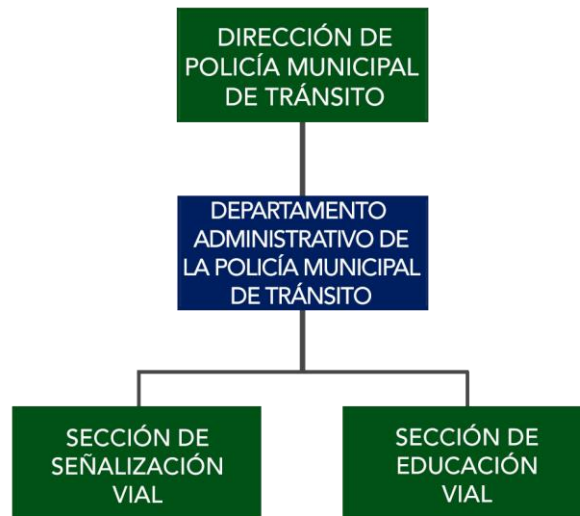 DIRECCIÓN DE
POLICÍA MUNICIPAL
DE TRÁNSITO
DEPARTAMENTO
ADMINISTRATIVO DE
LA POLICÍA MUNICIPAL
DE TRÁNSITO
SECCIÓN DE
SEÑALIZACIÓN
VIAL
SECCIÓN DE
EDUCACIÓN
VIAL